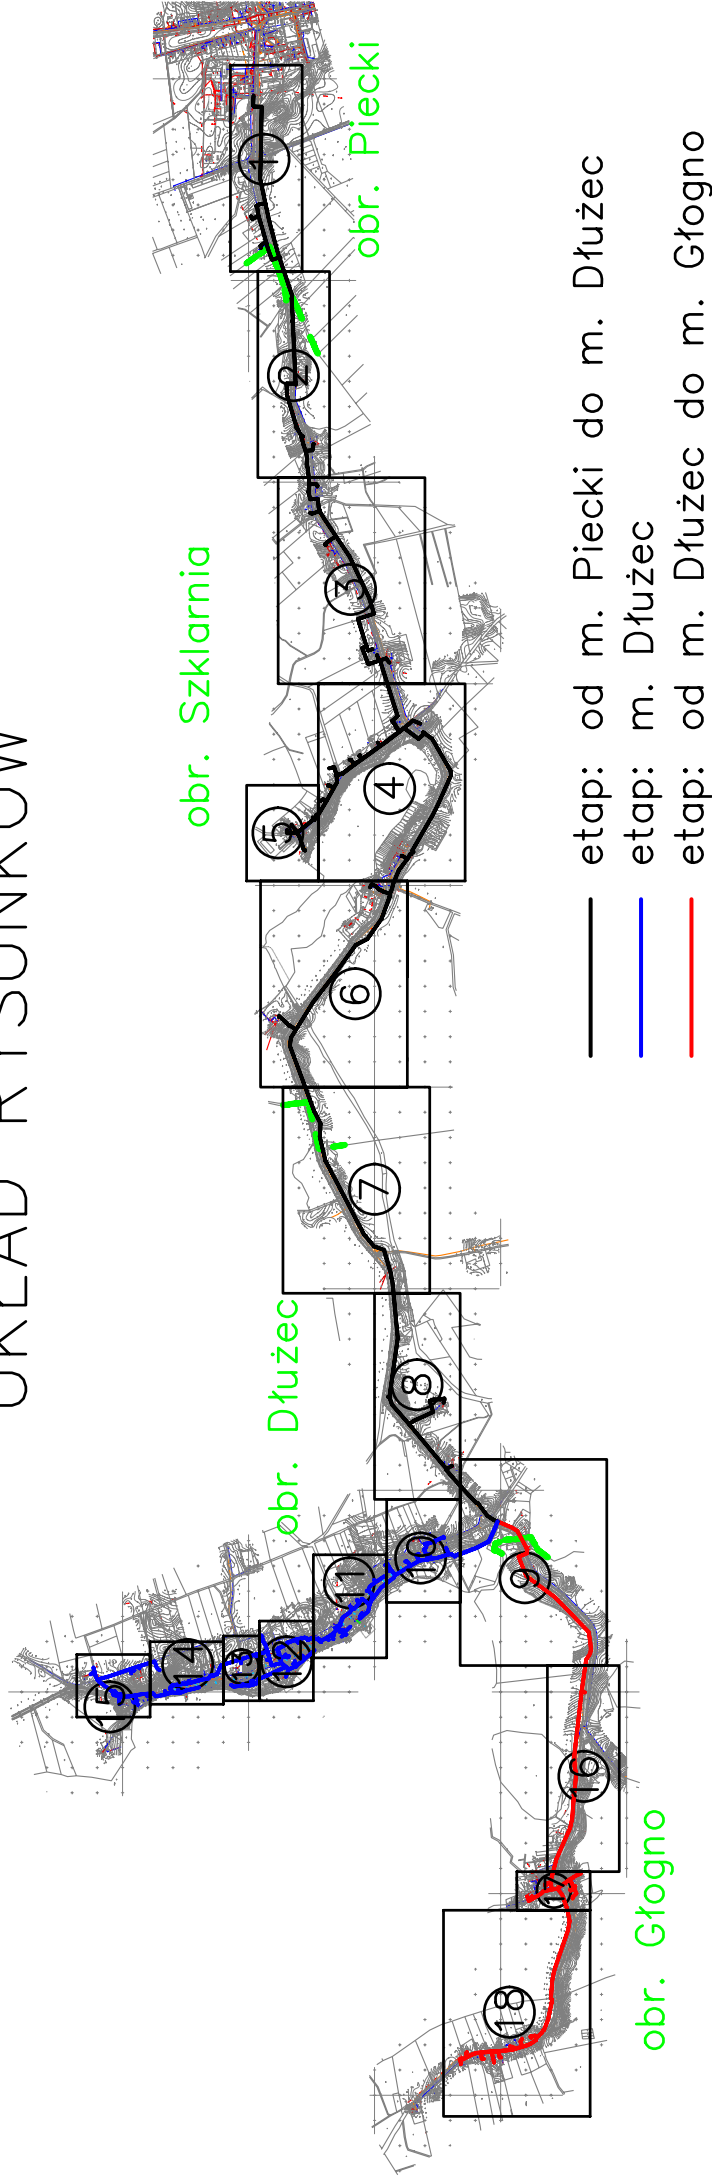 UKŁAD RYSUNKÓW
obr. Piecki
obr. Szklarnia
obr. Dłużec
obr. Głogno
1
2
3
4
5
6
7
8
9
10
11
12
13
14
15
16
17
18
etap: od m. Piecki do m. Dłużec
etap: m. Dłużec
etap: od m. Dłużec do m. Głogno